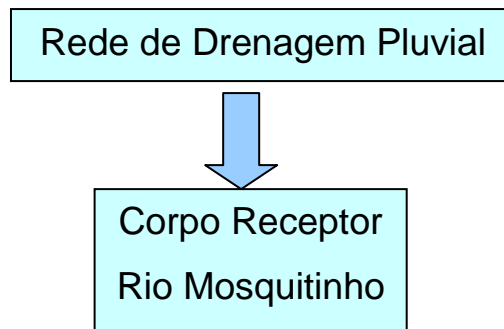 Rede de Drenagem Pluvial
Corpo Receptor
Rio Mosquitinho